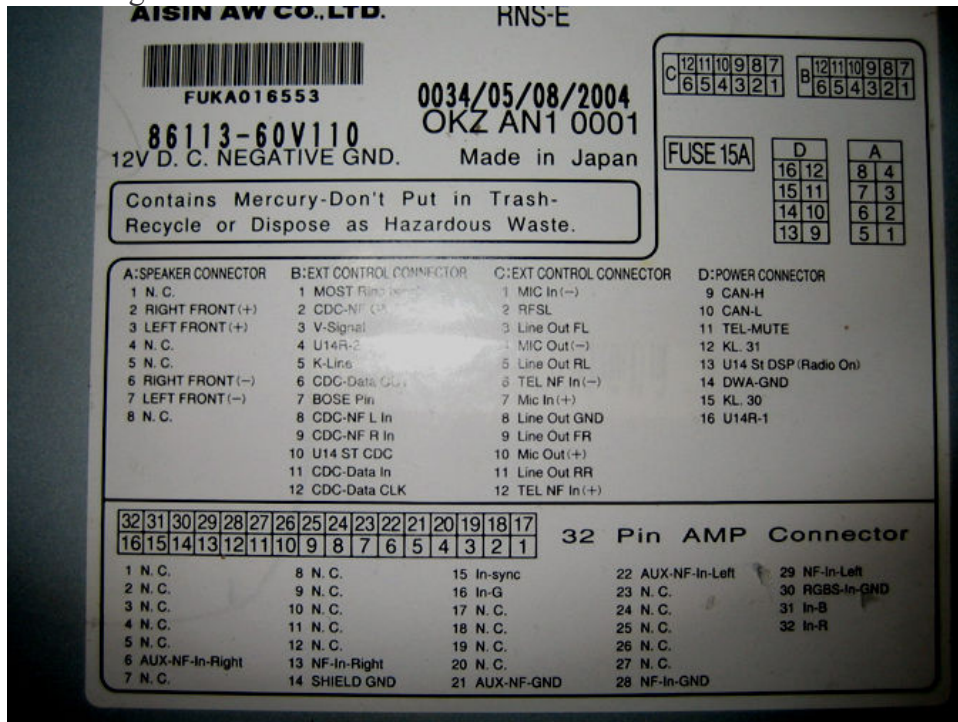 AISIN AW CO.,LTD.
RNS-E
FUKA016553
0034/05/08/2004
86113-60V110
OKZ AN1 0001
12V D. C. NEGATIVE GND.
Made in Japan
Contains Mercury-Don't Put in Trash-
Recycle or Dispose as Hazardous Waste.
C 12 11 10 9 8 7
6 5 4 3 2 1
B 12 11 10 9 8 7
6 5 4 3 2 1
FUSE 15A
D
16 12
15 11
14 10
13 9
A
8 4
7 3
6 2
5 1
A:SPEAKER CONNECTOR
1 N. C.
2 RIGHT FRONT(+)
3 LEFT FRONT(+)
4 N. C.
5 N. C.
6 RIGHT FRONT(-)
7 LEFT FRONT(-)
8 N. C.
B:EXT CONTROL CONNECTOR
1 MOST Ring
2 CDC-NF
3 V-Signal
4 U14R-2
5 K-Line
6 CDC-Data OUT
7 BOSE Pin
8 CDC-NF L In
9 CDC-NF R In
10 U14 ST CDC
11 CDC-Data In
12 CDC-Data CLK
C:EXT CONTROL CONNECTOR
1 MIC In(-)
2 RFSL
3 Line Out FL
4 MIC Out(-)
5 Line Out RL
6 TEL NF In(-)
7 Mic In(+)
8 Line Out GND
9 Line Out FR
10 Mic Out(+)
11 Line Out RR
12 TEL NF In(+)
D:POWER CONNECTOR
9 CAN-H
10 CAN-L
11 TEL-MUTE
12 KL. 31
13 U14 St DSP (Radio On)
14 DWA-GND
15 KL. 30
16 U14R-1
32 31 30 29 28 27 26 25 24 23 22 21 20 19 18 17
16 15 14 13 12 11 10 9 8 7 6 5 4 3 2 1
32 Pin AMP Connector
1 N. C.
2 N. C.
3 N. C.
4 N. C.
5 N. C.
6 AUX-NF-In-Right
7 N. C.
8 N. C.
9 N. C.
10 N. C.
11 N. C.
12 N. C.
13 NF-In-Right
14 SHIELD GND
15 In-sync
16 In-G
17 N. C.
18 N. C.
19 N. C.
20 N. C.
21 AUX-NF-GND
22 AUX-NF-In-Left
23 N. C.
24 N. C.
25 N. C.
26 N. C.
27 N. C.
28 NF-In-GND
29 NF-In-Left
30 RGBS-In-GND
31 In-B
32 In-R